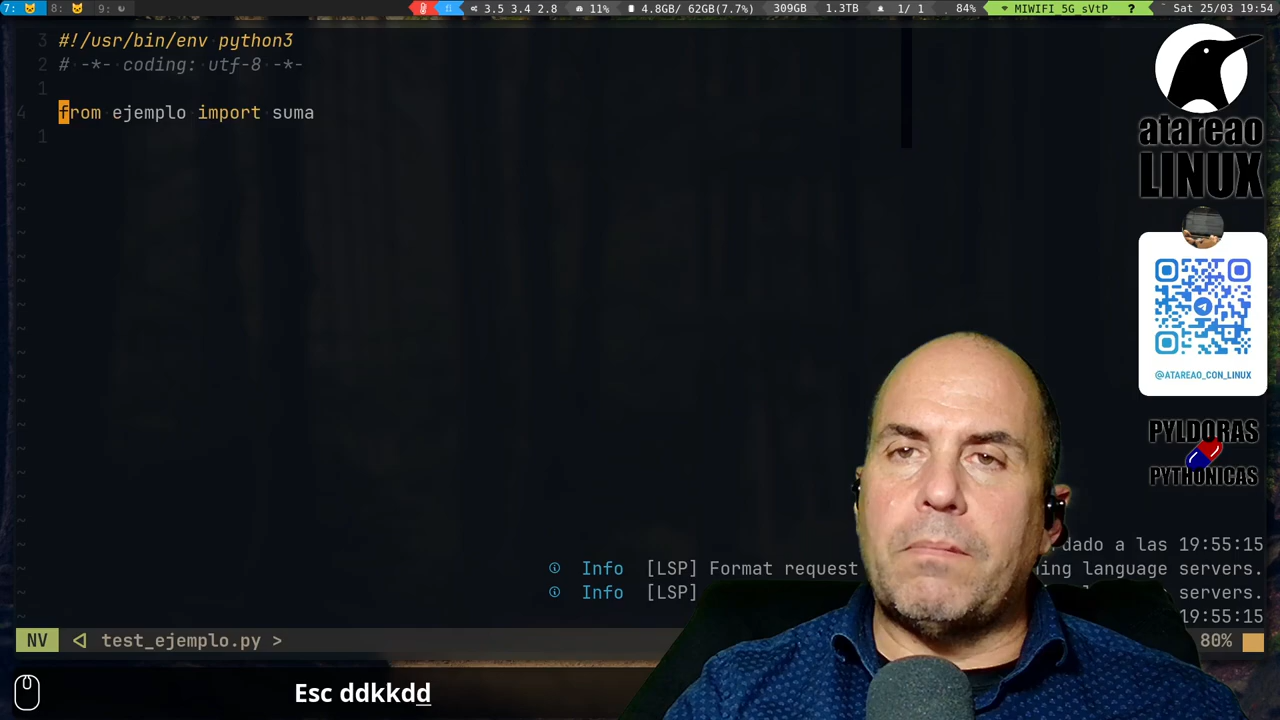 7: 8: 9: 3.5 3.4 2.8 11% 4.8GB/ 62GB(7.7%) 309GB 1.3TB 1/ 1 84% MIWIFI_5G_sVtP ? Sat 25/03 19:54
3 #!/usr/bin/env python3
2 # -*- coding: utf-8 -*-
1
4 from ejemplo import suma
1
atareao
LINUX
@ATAREAO_CON_LINUX
PYLDORAS
PYTHONICAS
dado a las 19:55:15
Info [LSP] Format request ing language servers.
Info [LSP] servers.
19:55:15
NV test_ejemplo.py > 80%
Esc ddkkdd